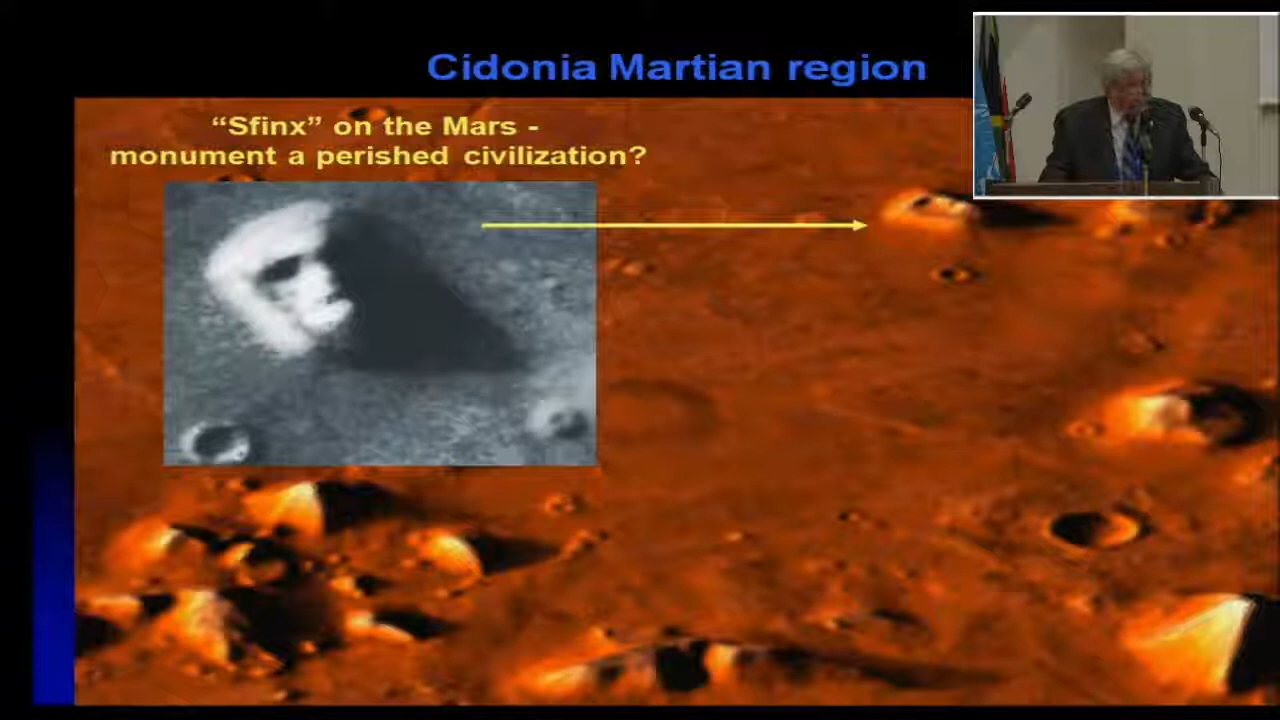 Cidonia Martian region
“Sfinx” on the Mars -
monument a perished civilization?